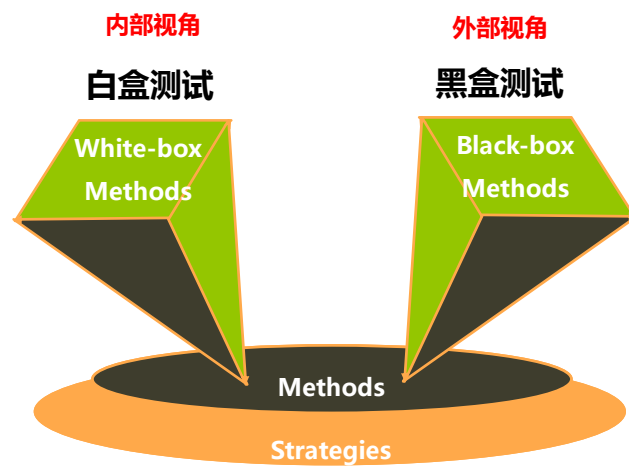 内部视角
外部视角
白盒测试
黑盒测试
White-box
Methods
Black-box
Methods
Methods
Strategies